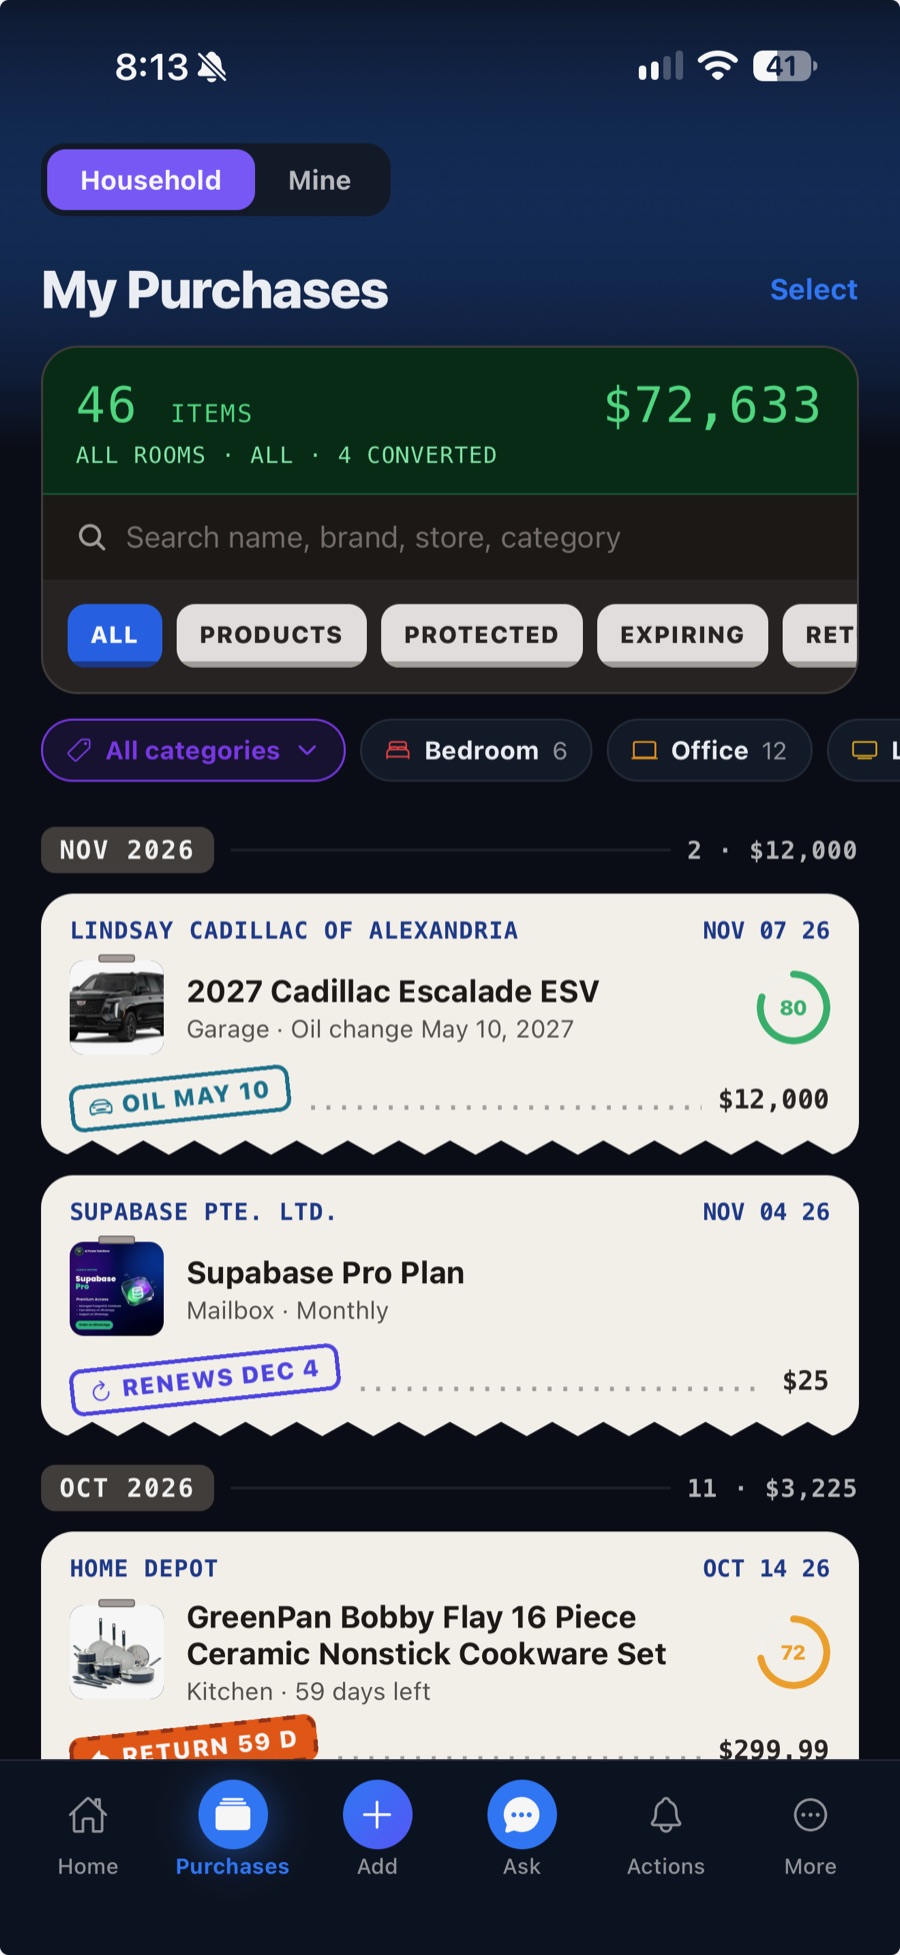 8:13
41
Household Mine
My Purchases Select
46 ITEMS $72,633
ALL ROOMS · ALL · 4 CONVERTED
Search name, brand, store, category
ALL PRODUCTS PROTECTED EXPIRING RET
All categories Bedroom 6 Office 12 L
NOV 2026 2 · $12,000
LINDSAY CADILLAC OF ALEXANDRIA NOV 07 26
2027 Cadillac Escalade ESV
80
Garage · Oil change May 10, 2027
OIL MAY 10 $12,000
SUPABASE PTE. LTD. NOV 04 26
Supabase
Pro
Premium Access
Supabase Pro Plan
Mailbox · Monthly
RENEWS DEC 4 $25
OCT 2026 11 · $3,225
HOME DEPOT OCT 14 26
GreenPan Bobby Flay 16 Piece
Ceramic Nonstick Cookware Set
72
Kitchen · 59 days left
RETURN 59 D $299.99
Home Purchases Add Ask Actions More